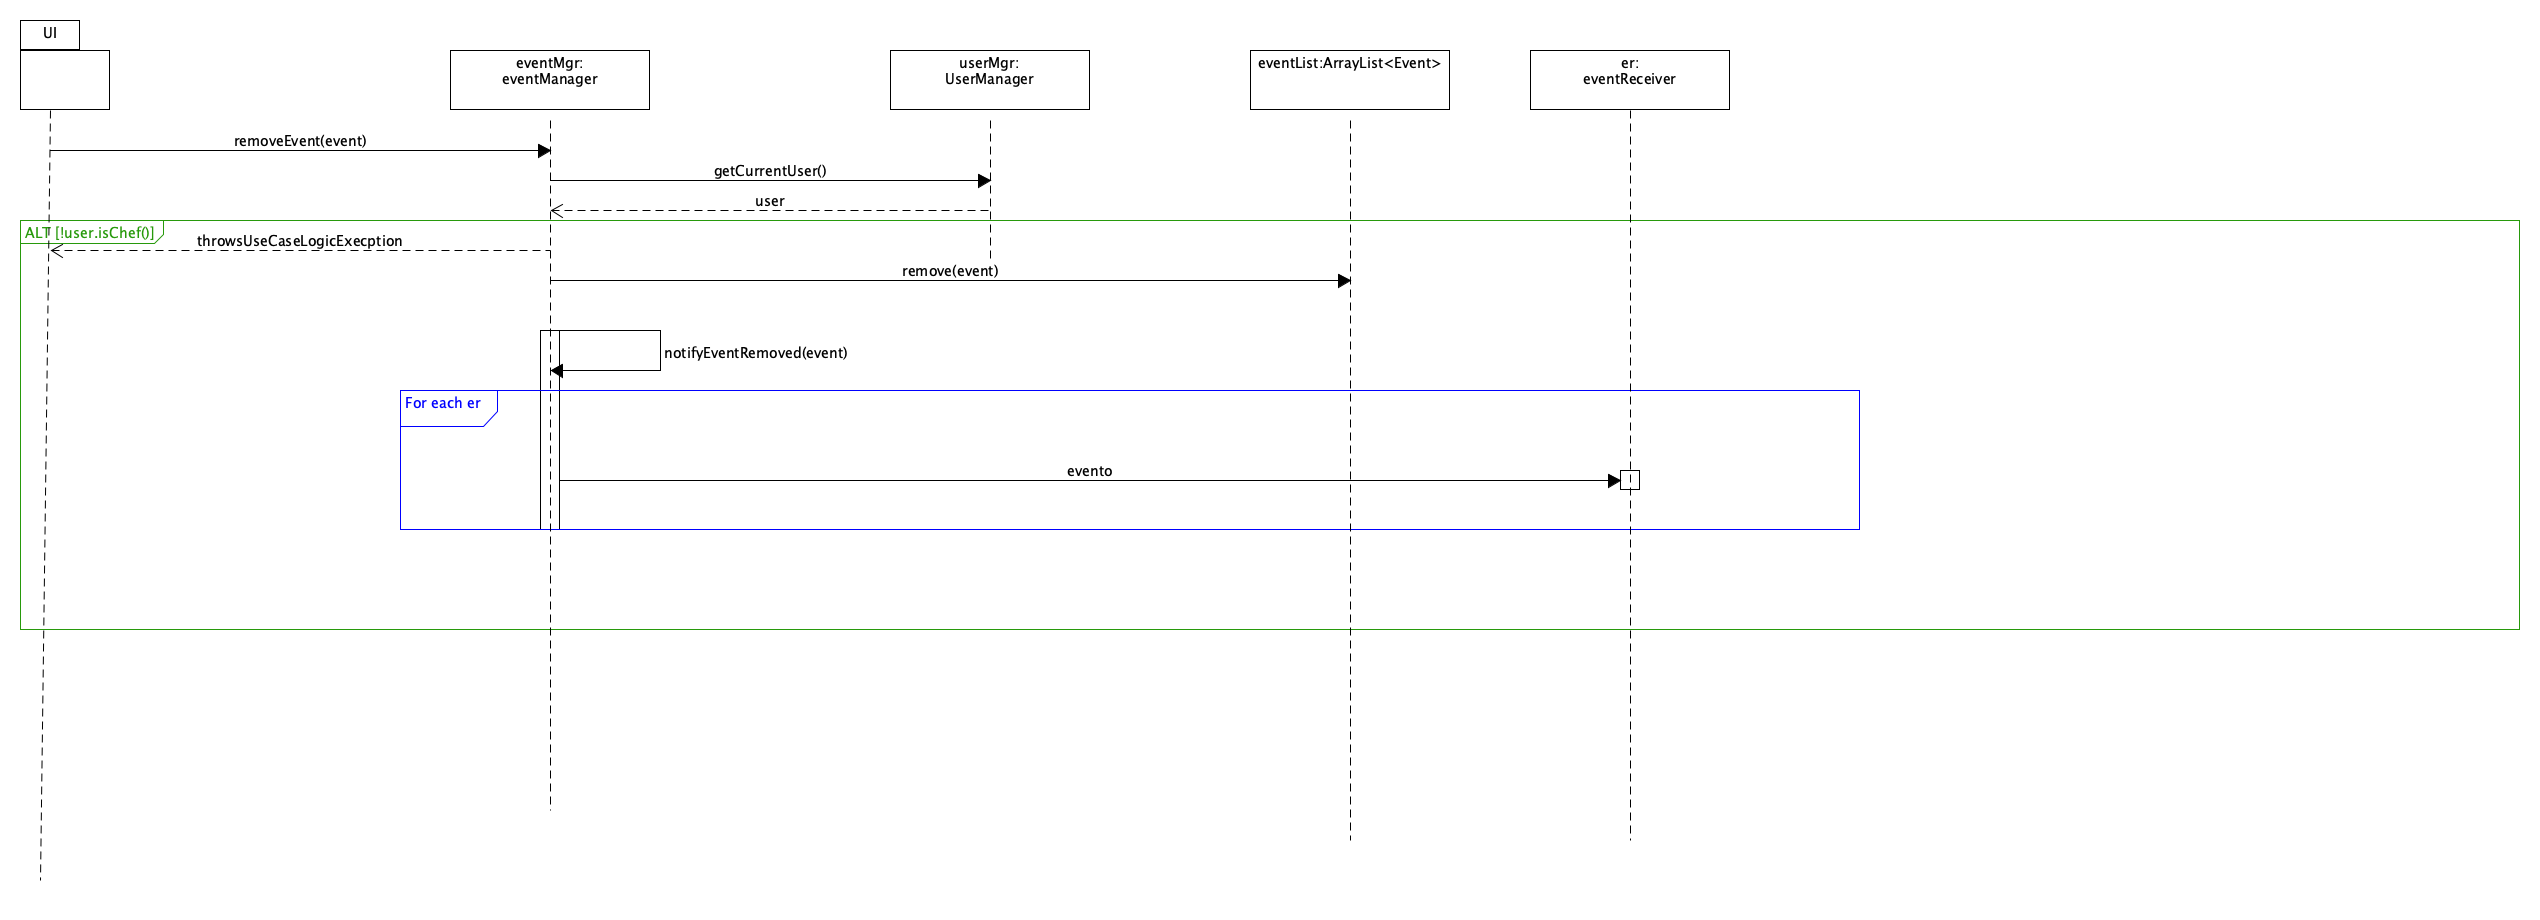 UI
eventMgr:
eventManager
userMgr:
UserManager
eventList:ArrayList<Event>
er:
eventReceiver
removeEvent(event)
getCurrentUser()
user
ALT [!user.isChef()]
throwsUseCaseLogicExecption
remove(event)
notifyEventRemoved(event)
For each er
evento